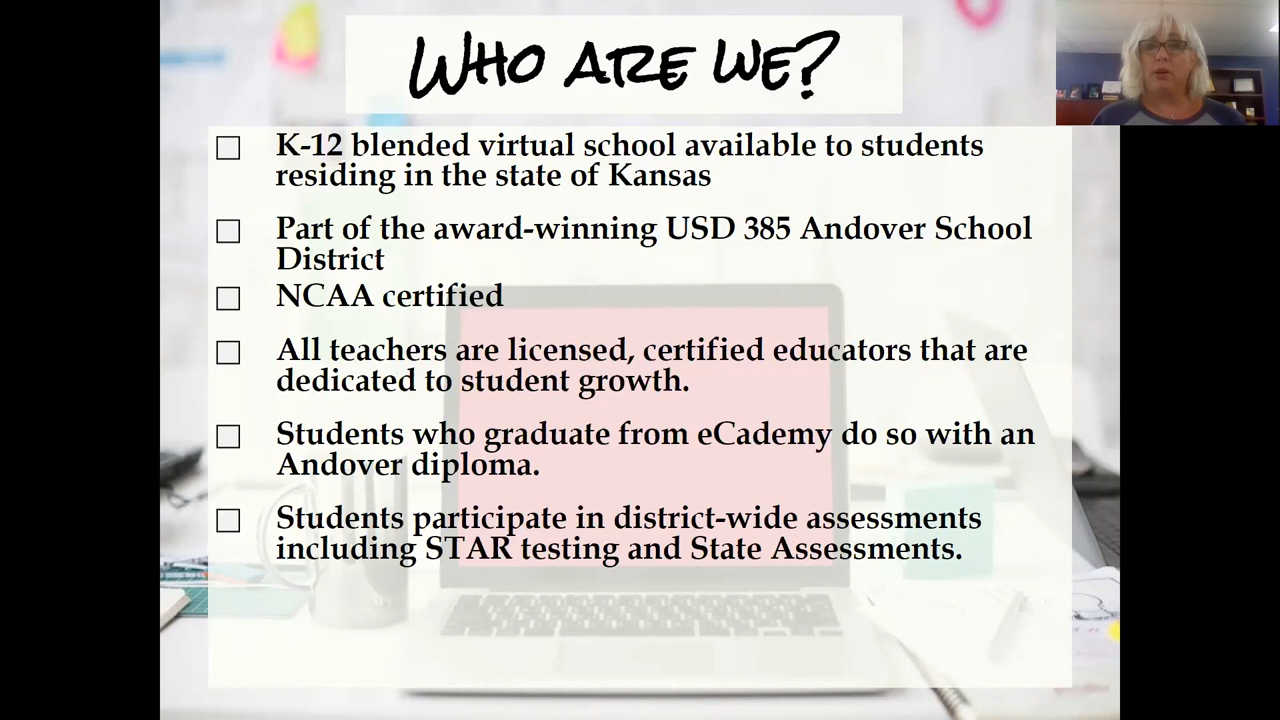 WHO ARE WE?
K-12 blended virtual school available to students
residing in the state of Kansas
Part of the award-winning USD 385 Andover School
District
NCAA certified
All teachers are licensed, certified educators that are
dedicated to student growth.
Students who graduate from eCademy do so with an
Andover diploma.
Students participate in district-wide assessments
including STAR testing and State Assessments.